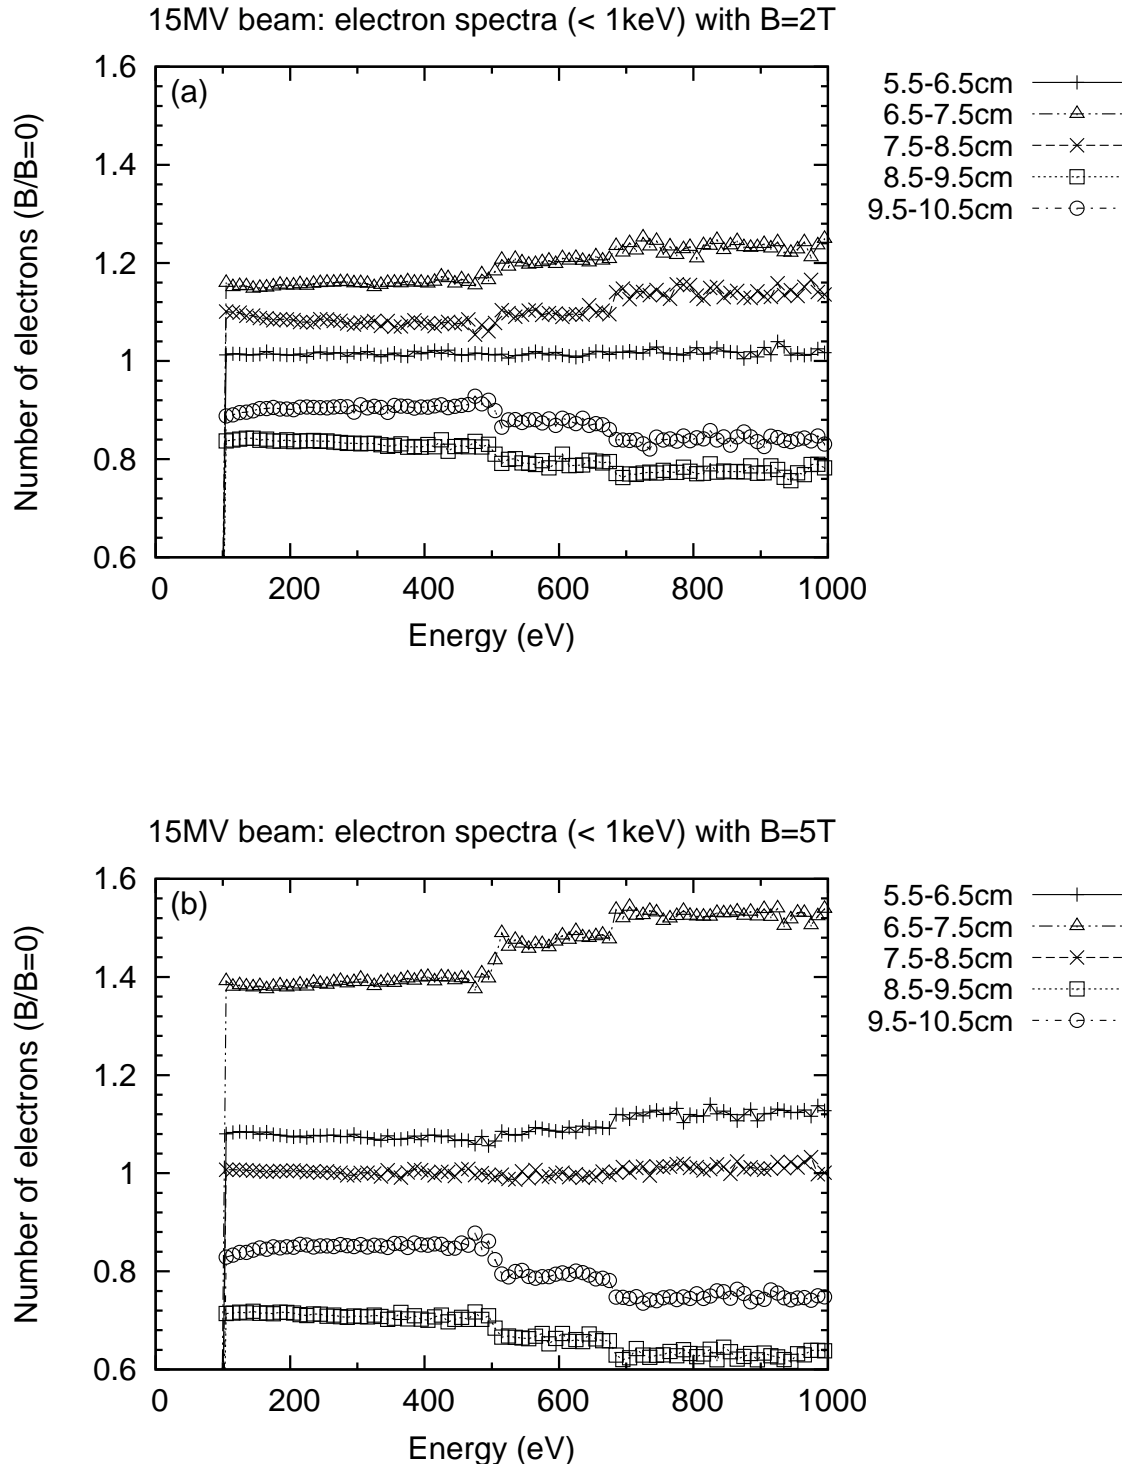 15MV beam: electron spectra (< 1keV) with B=2T
(a)
Number of electrons (B/B=0)
1.6
1.4
1.2
1
0.8
0.6
0 200 400 600 800 1000
Energy (eV)
5.5-6.5cm
6.5-7.5cm
7.5-8.5cm
8.5-9.5cm
9.5-10.5cm
15MV beam: electron spectra (< 1keV) with B=5T
(b)
Number of electrons (B/B=0)
1.6
1.4
1.2
1
0.8
0.6
0 200 400 600 800 1000
Energy (eV)
5.5-6.5cm
6.5-7.5cm
7.5-8.5cm
8.5-9.5cm
9.5-10.5cm